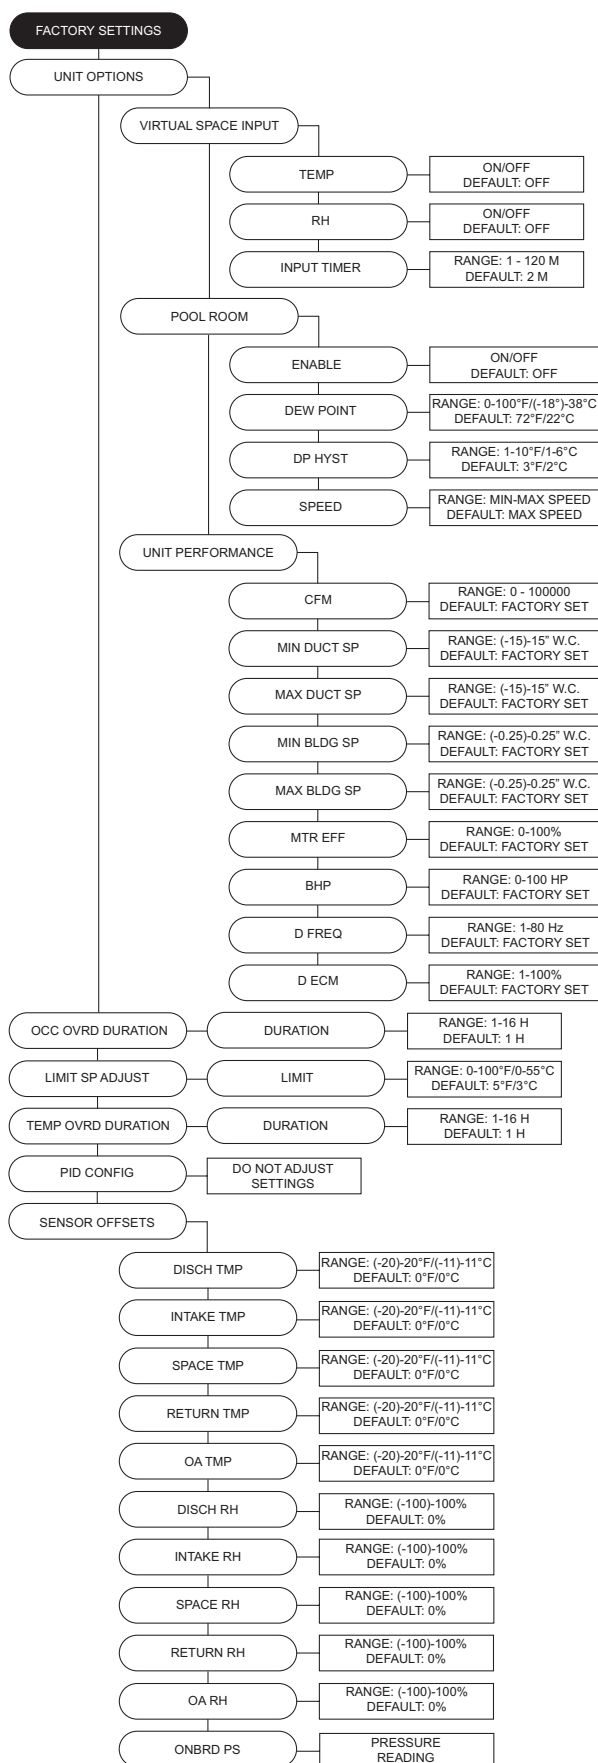 FACTORY SETTINGS
UNIT OPTIONS
VIRTUAL SPACE INPUT
TEMP
ON/OFF
DEFAULT: OFF
RH
ON/OFF
DEFAULT: OFF
INPUT TIMER
RANGE: 1 - 120 M
DEFAULT: 2 M
POOL ROOM
ENABLE
ON/OFF
DEFAULT: OFF
DEW POINT
RANGE: 0-100°F/(-18°)-38°C
DEFAULT: 72°F/22°C
DP HYST
RANGE: 1-10°F/1-6°C
DEFAULT: 3°F/2°C
SPEED
RANGE: MIN-MAX SPEED
DEFAULT: MAX SPEED
UNIT PERFORMANCE
CFM
RANGE: 0 - 100000
DEFAULT: FACTORY SET
MIN DUCT SP
RANGE: (-15)-15” W.C.
DEFAULT: FACTORY SET
MAX DUCT SP
RANGE: (-15)-15” W.C.
DEFAULT: FACTORY SET
MIN BLDG SP
RANGE: (-0.25)-0.25” W.C.
DEFAULT: FACTORY SET
MAX BLDG SP
RANGE: (-0.25)-0.25” W.C.
DEFAULT: FACTORY SET
MTR EFF
RANGE: 0-100%
DEFAULT: FACTORY SET
BHP
RANGE: 0-100 HP
DEFAULT: FACTORY SET
D FREQ
RANGE: 1-80 Hz
DEFAULT: FACTORY SET
D ECM
RANGE: 1-100%
DEFAULT: FACTORY SET
OCC OVRD DURATION
DURATION
RANGE: 1-16 H
DEFAULT: 1 H
LIMIT SP ADJUST
LIMIT
RANGE: 0-100°F/0-55°C
DEFAULT: 5°F/3°C
TEMP OVRD DURATION
DURATION
RANGE: 1-16 H
DEFAULT: 1 H
PID CONFIG
DO NOT ADJUST
SETTINGS
SENSOR OFFSETS
DISCH TMP
RANGE: (-20)-20°F/(-11)-11°C
DEFAULT: 0°F/0°C
INTAKE TMP
RANGE: (-20)-20°F/(-11)-11°C
DEFAULT: 0°F/0°C
SPACE TMP
RANGE: (-20)-20°F/(-11)-11°C
DEFAULT: 0°F/0°C
RETURN TMP
RANGE: (-20)-20°F/(-11)-11°C
DEFAULT: 0°F/0°C
OA TMP
RANGE: (-20)-20°F/(-11)-11°C
DEFAULT: 0°F/0°C
DISCH RH
RANGE: (-100)-100%
DEFAULT: 0%
INTAKE RH
RANGE: (-100)-100%
DEFAULT: 0%
SPACE RH
RANGE: (-100)-100%
DEFAULT: 0%
RETURN RH
RANGE: (-100)-100%
DEFAULT: 0%
OA RH
RANGE: (-100)-100%
DEFAULT: 0%
ONBRD PS
PRESSURE
READING